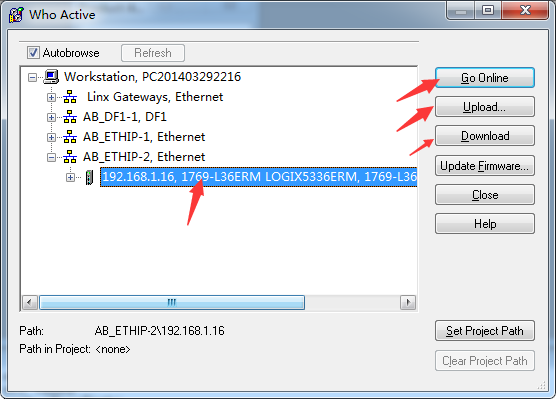 Who Active
Autobrowse
Refresh
Workstation, PC201403292216
Linx Gateways, Ethernet
AB_DF1-1, DF1
AB_ETHIP-1, Ethernet
AB_ETHIP-2, Ethernet
192.168.1.16, 1769-L36ERM LOGIX5336ERM, 1769-L36
Go Online
Upload...
Download
Update Firmware...
Close
Help
Path: AB_ETHIP-2\192.168.1.16
Path in Project: <none>
Set Project Path
Clear Project Path